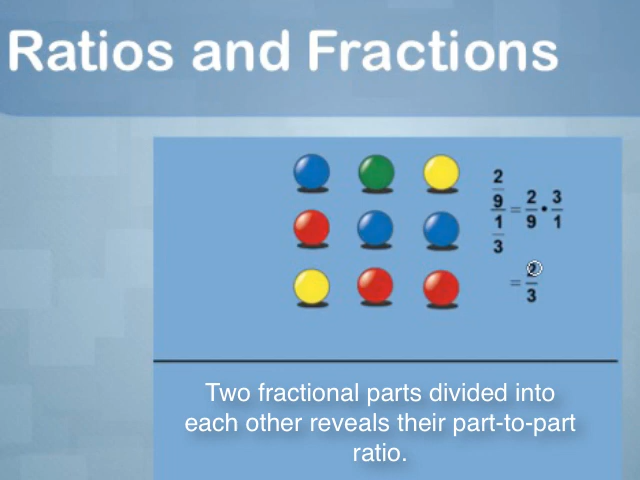 Ratios and Fractions
2
9
1
3
= 2/9 • 3/1
= 2/3
Two fractional parts divided into
each other reveals their part-to-part
ratio.